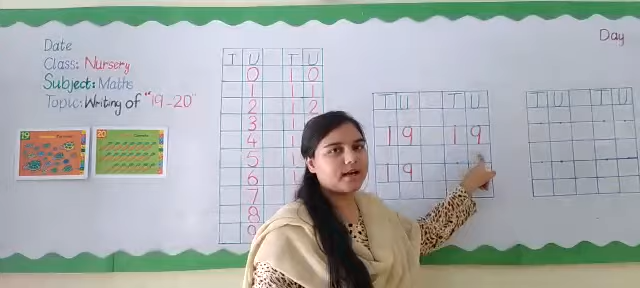 Date
Day
Class: Nursery
Subject: Maths
Topic: Writing of "19-20"
T U T U
0 1 0
1 1 1
2 1 2
3 1
4 1
5 1
6 1
7
8
9
T U T U
1 9 1 9
1 9
T U T U
19
20